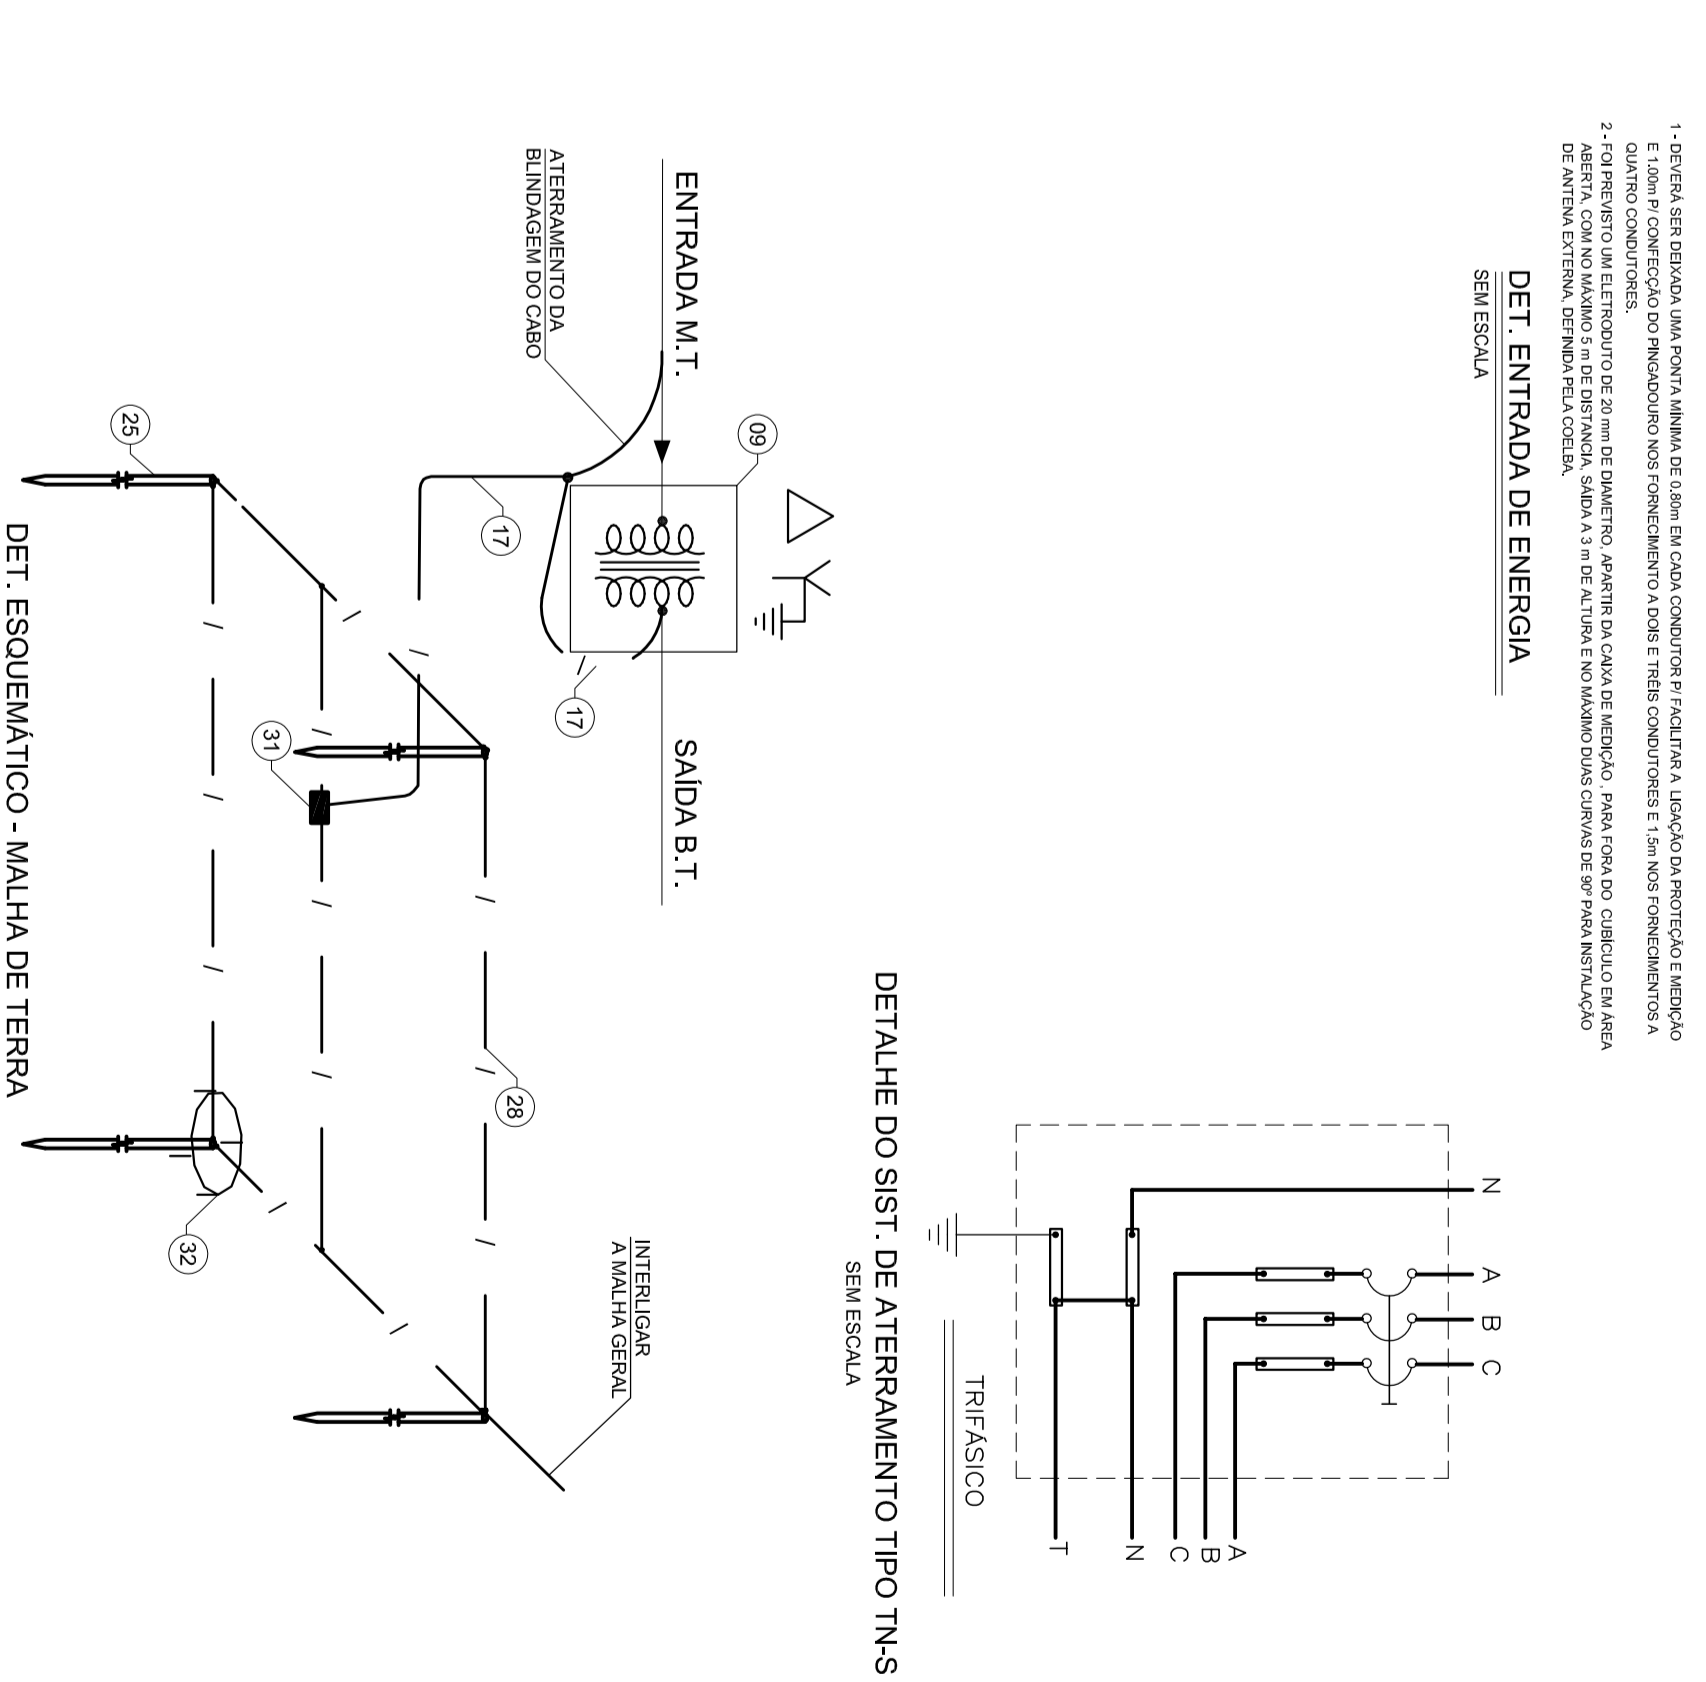 1 - DEVERÁ SER DEIXADA UMA PONTA MÍNIMA DE 0.80m EM CADA CONDUTOR P/ FACILITAR A LIGAÇÃO DA PROTEÇÃO E MEDIÇÃO
E 1.00m P/ CONFECÇÃO DO PINGADOURO NOS FORNECIMENTO A DOIS E TRÊIS CONDUTORES E 1,5m NOS FORNECIMENTOS A
QUATRO CONDUTORES.
2 - FOI PREVISTO UM ELETRODUTO DE 20 mm DE DIAMETRO, APARTIR DA CAIXA DE MEDIÇÃO , PARA FORA DO CUBÍCULO EM ÁREA
ABERTA, COM NO MÁXIMO 5 m DE DISTANCIA, SÁIDA A 3 m DE ALTURA E NO MÁXIMO DUAS CURVAS DE 90º PARA INSTALAÇÃO
DE ANTENA EXTERNA, DEFINIDA PELA COELBA.
DET. ENTRADA DE ENERGIA
SEM ESCALA
N
A
B
C
A
B
C
N
T
TRIFÁSICO
DETALHE DO SIST. DE ATERRAMENTO TIPO TN-S
SEM ESCALA
09
ENTRADA M.T.
SAÍDA B.T.
ATERRAMENTO DA
BLINDAGEM DO CABO
17
17
INTERLIGAR
A MALHA GERAL
28
31
25
32
DET. ESQUEMÁTICO - MALHA DE TERRA